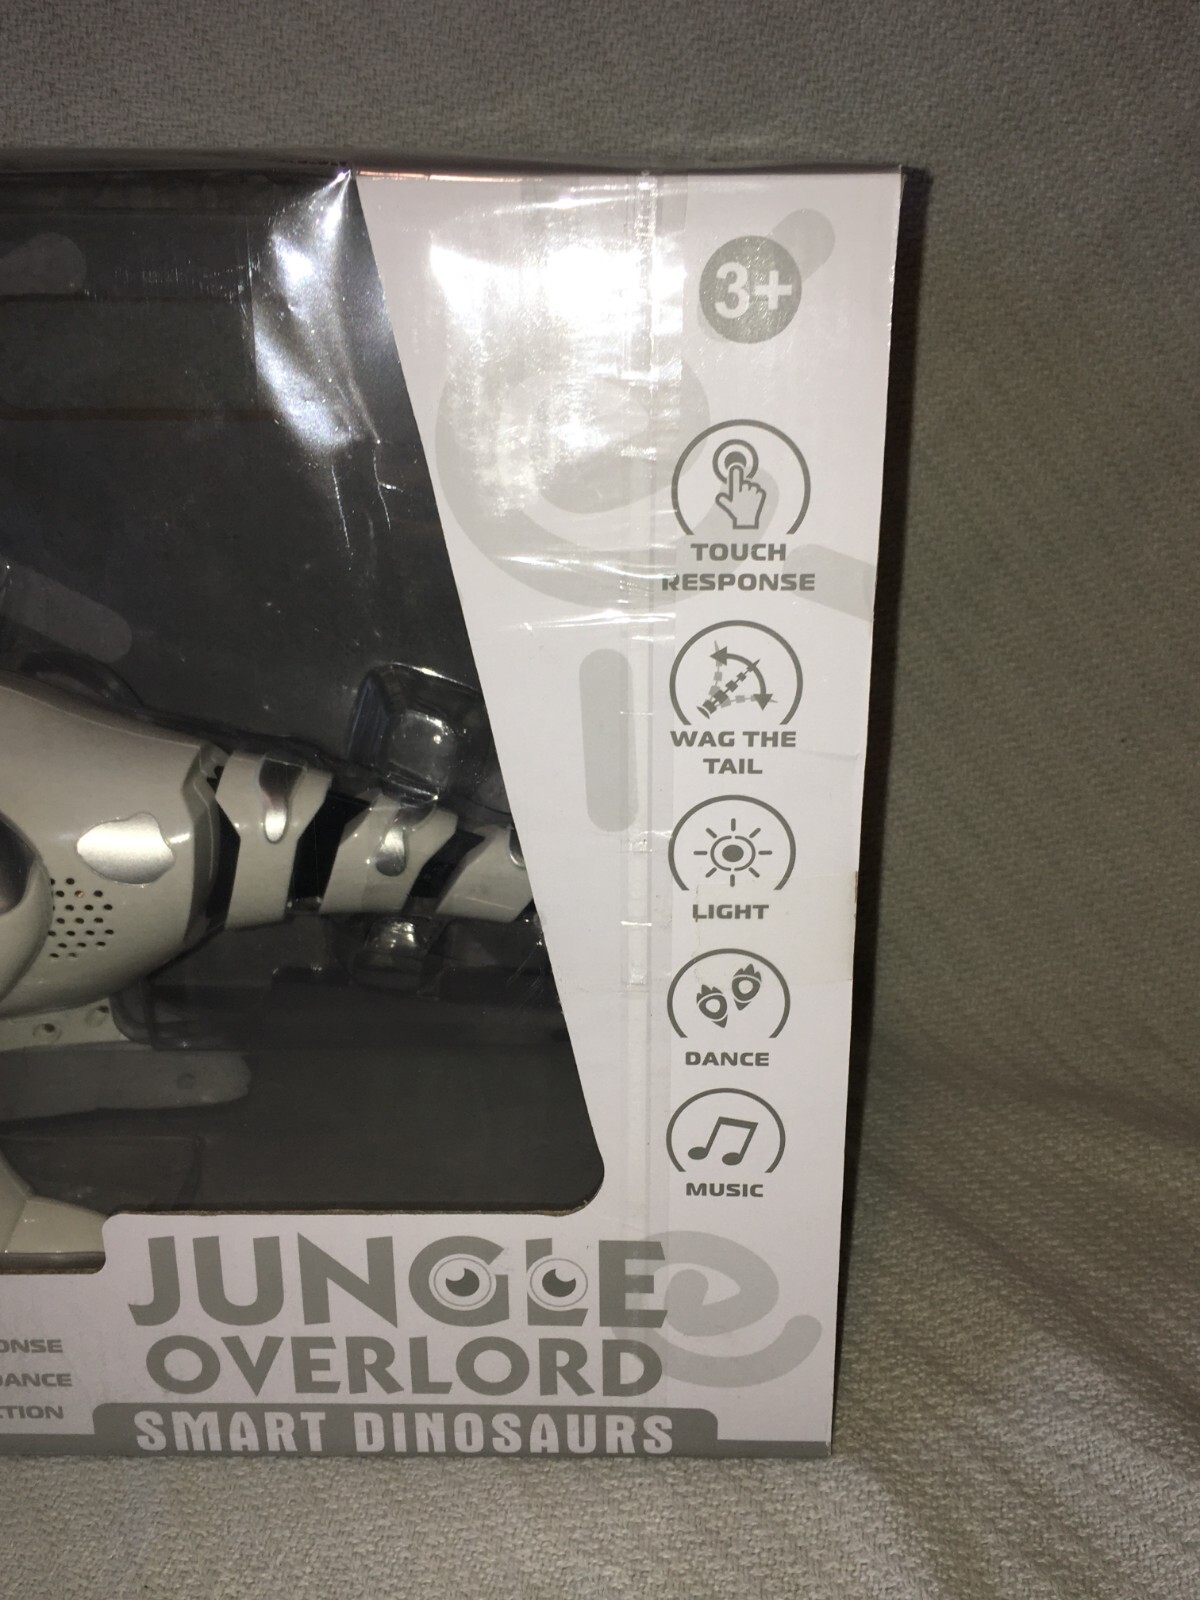 3+
TOUCH
RESPONSE
WAG THE
TAIL
LIGHT
DANCE
MUSIC
JUNGLE
OVERLORD
SMART DINOSAURS